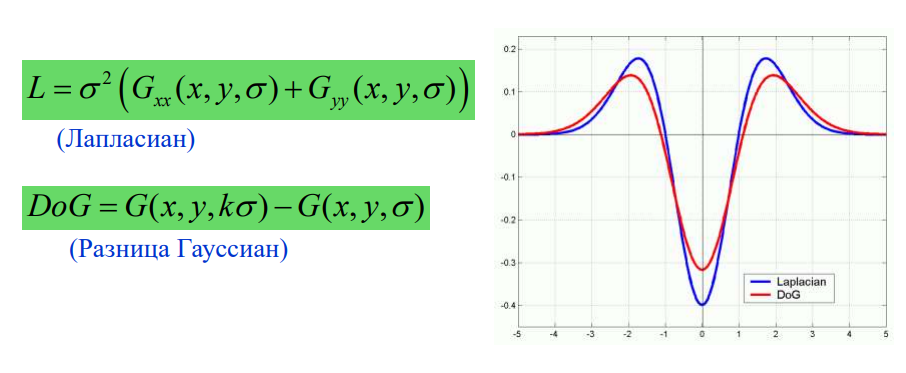 L = σ² (Gₓₓ(x, y, σ) + Gᵧᵧ(x, y, σ))
(Лапласиан)
DoG = G(x, y, kσ) − G(x, y, σ)
(Разница Гауссиан)
0.2
0.1
0
-0.1
-0.2
-0.3
-0.4
Laplacian
DoG
-5 -4 -3 -2 -1 0 1 2 3 4 5